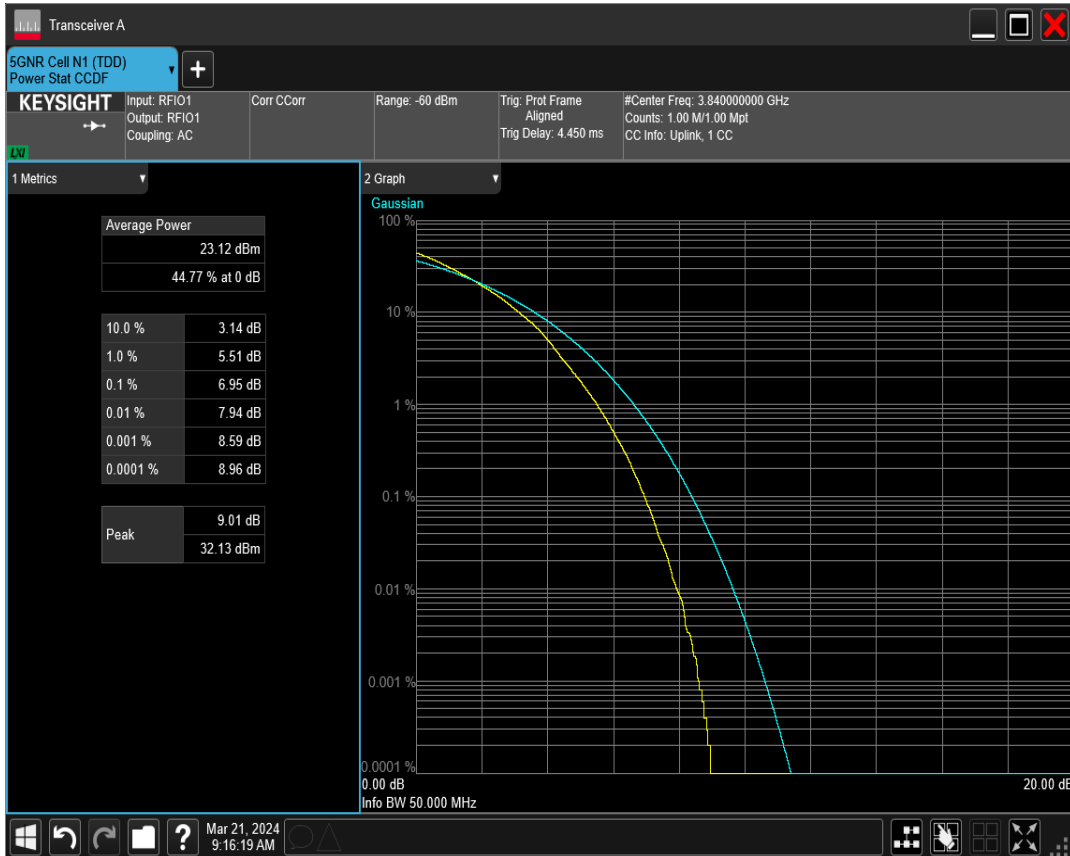 Transceiver A
5GNR Cell N1 (TDD)
Power Stat CCDF
+
KEYSIGHT
LXI
Input: RFIO1
Output: RFIO1
Coupling: AC
Corr CCorr
Range: -60 dBm
Trig: Prot Frame
Aligned
Trig Delay: 4.450 ms
#Center Freq: 3.840000000 GHz
Counts: 1.00 M/1.00 Mpt
CC Info: Uplink, 1 CC
1 Metrics
Average Power
23.12 dBm
44.77 % at 0 dB
10.0 % 3.14 dB
1.0 % 5.51 dB
0.1 % 6.95 dB
0.01 % 7.94 dB
0.001 % 8.59 dB
0.0001 % 8.96 dB
Peak
9.01 dB
32.13 dBm
2 Graph
Gaussian
100 %
10 %
1 %
0.1 %
0.01 %
0.001 %
0.0001 %
0.00 dB 20.00 dB
Info BW 50.000 MHz
?
Mar 21, 2024
9:16:19 AM